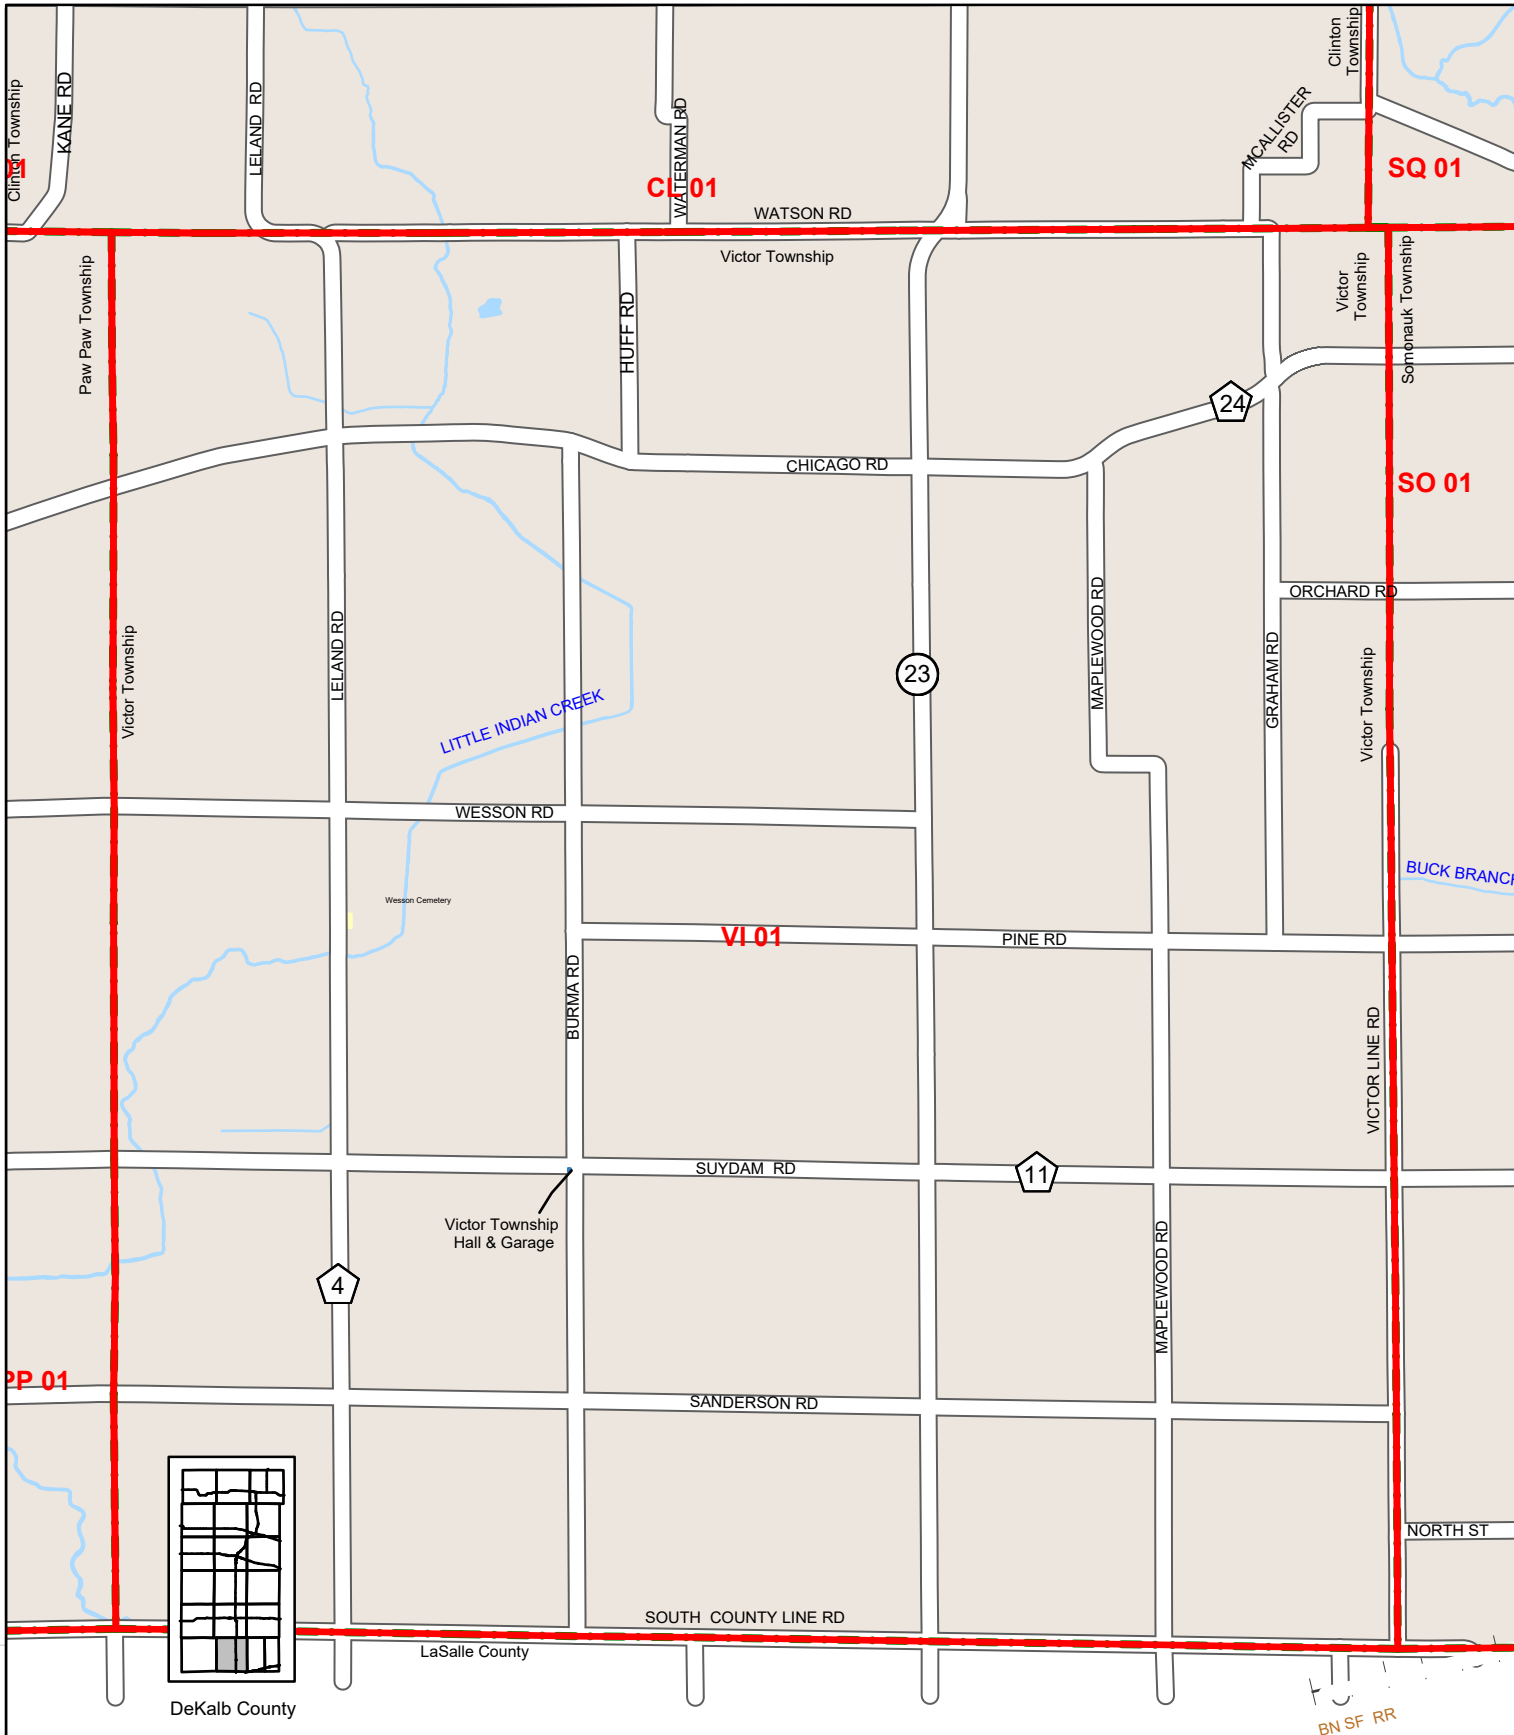 Clinton
Township
Clinton Township
KANE RD
LELAND  RD
WATERMAN RD
MCALLISTER
RD
01
CL 01
SQ 01
WATSON RD
Victor Township
Paw Paw Township
Victor
Township
Somonauk Township
HUFF RD
24
CHICAGO RD
SO 01
MAPLEWOOD RD
ORCHARD RD
LELAND RD
Victor Township
GRAHAM RD
Victor Township
23
LITTLE INDIAN CREEK
WESSON RD
BUCK BRANCH
Wesson Cemetery
VI 01
PINE RD
BURMA RD
VICTOR LINE RD
SUYDAM  RD
11
Victor Township
Hall & Garage
MAPLEWOOD RD
4
PP 01
SANDERSON RD
NORTH ST
SOUTH  COUNTY LINE RD
LaSalle County
DeKalb County
BN SF  RR